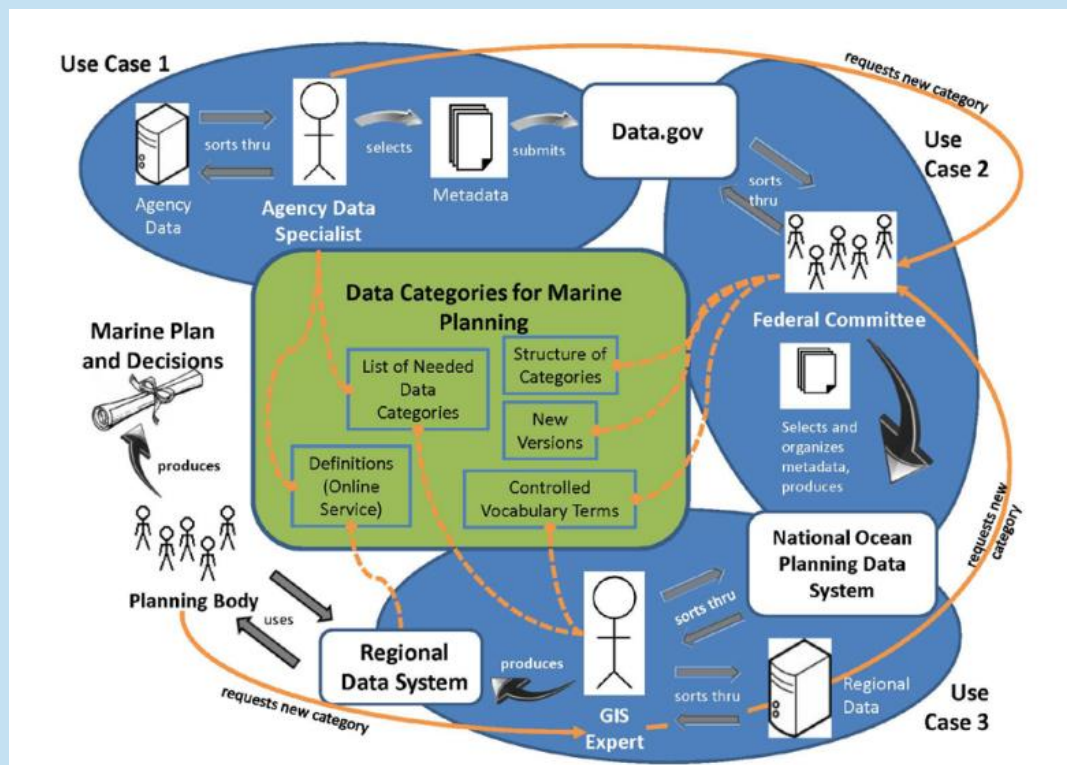 Use Case 1
requests new category
Data.gov
Use
Case 2
sorts thru
selects
submits
sorts
thru
Agency
Data
Agency Data
Specialist
Metadata
Data Categories for Marine
Planning
Federal Committee
Marine Plan
and Decisions
List of Needed
Data
Categories
Structure of
Categories
New
Versions
Selects and
organizes
metadata,
produces
produces
Definitions
(Online
Service)
Controlled
Vocabulary Terms
requests new
category
National Ocean
Planning Data
System
Planning Body
uses
sorts thru
Regional
Data System
produces
sorts thru
Regional
Data
requests new category
GIS
Expert
Use
Case 3